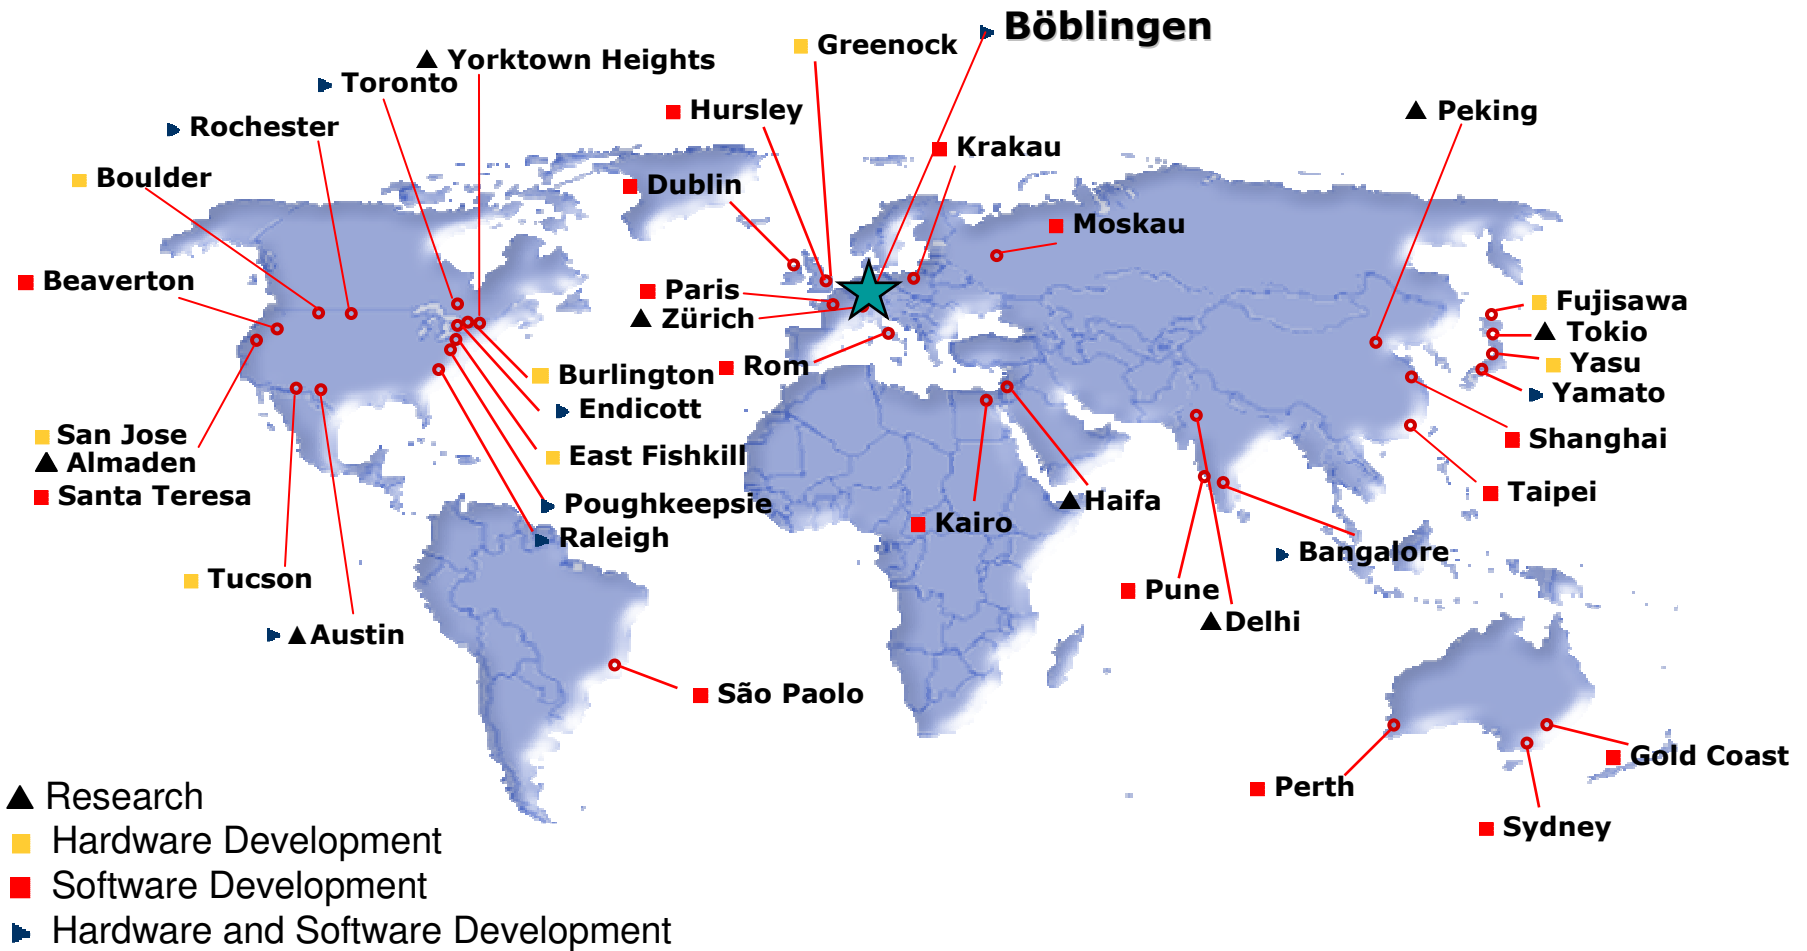 Böblingen
Greenock
Yorktown Heights
Toronto
Hursley
Peking
Rochester
Krakau
Boulder
Dublin
Moskau
Beaverton
Paris
Fujisawa
Zürich
Tokio
Rom
Yasu
Burlington
Yamato
Endicott
San Jose
Shanghai
East Fishkill
Almaden
Santa Teresa
Taipei
Poughkeepsie
Haifa
Kairo
Raleigh
Bangalore
Tucson
Pune
Delhi
Austin
São Paolo
Gold Coast
Perth
Sydney
Research
Hardware Development
Software Development
Hardware and Software Development